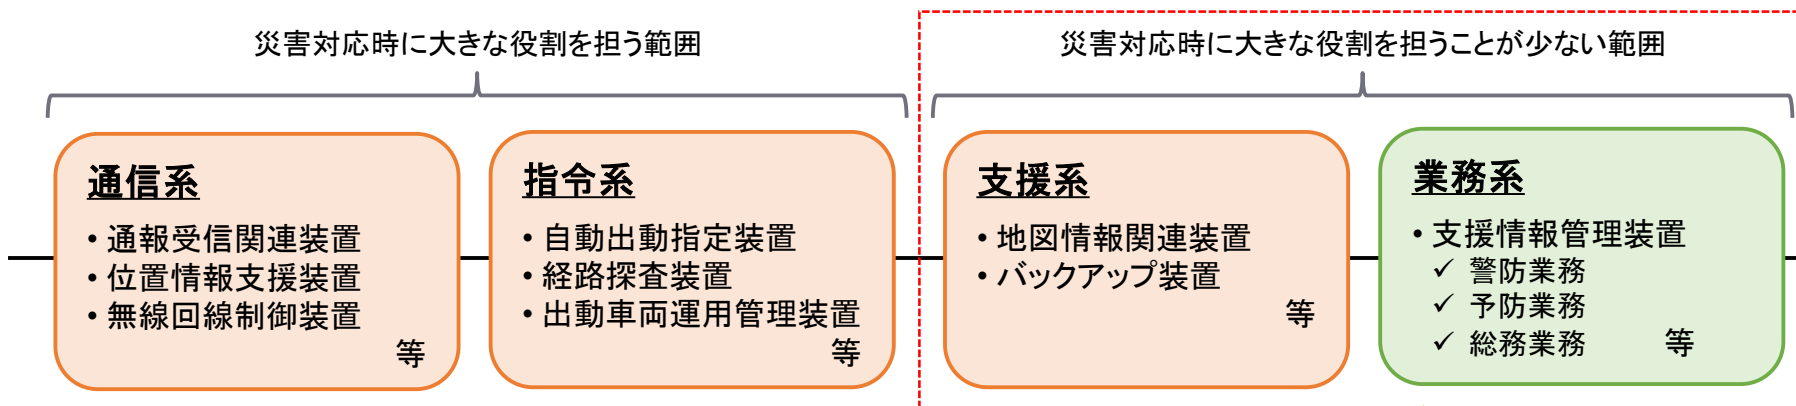 災害対応時に大きな役割を担う範囲
災害対応時に大きな役割を担うことが少ない範囲
通信系
• 通報受信関連装置
• 位置情報支援装置
• 無線回線制御装置
等
指令系
• 自動出動指定装置
• 経路探査装置
• 出動車両運用管理装置
等
支援系
• 地図情報関連装置
• バックアップ装置
等
業務系
• 支援情報管理装置
✓ 警防業務
✓ 予防業務
✓ 総務業務 等